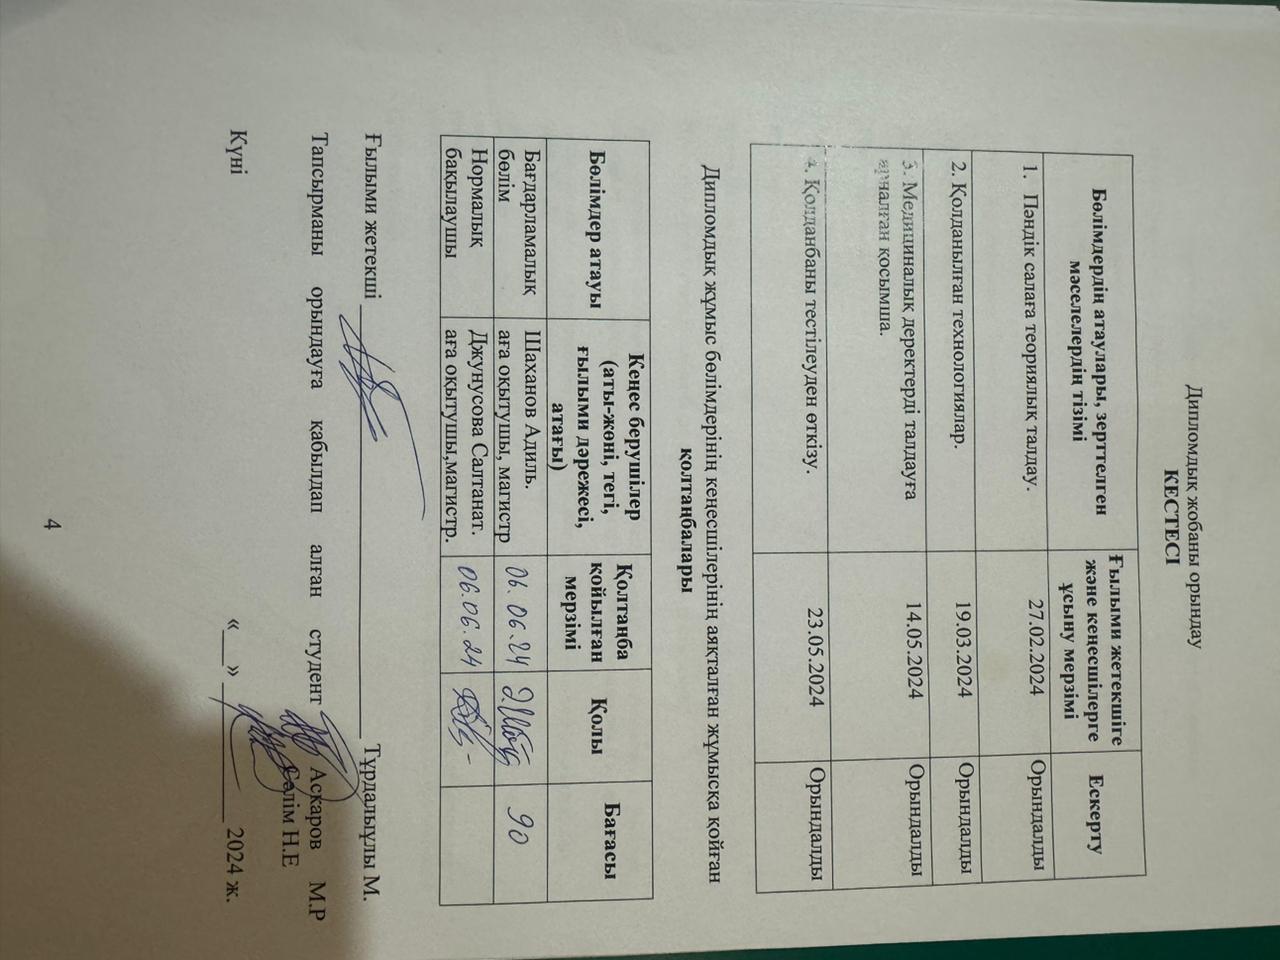 Дипломдық жобаны орындау
КЕСТЕСІ
Бөлімдердің атаулары, зерттелген
мәселелердің тізімі
Ғылыми жетекшіге
және кеңесшілерге
ұсыну мерзімі
Ескерту
1. Пәндік салаға теориялық талдау.
27.02.2024
Орындалды
2. Қолданылған технологиялар.
19.03.2024
Орындалды
3. Медициналық деректерді талдауға
арналған қосымша.
14.05.2024
Орындалды
4. Қолданбаны тестілеуден өткізу.
23.05.2024
Орындалды
Дипломдық жұмыс бөлімдерінің кеңесшілерінің аяқталған жұмысқа қойған
қолтаңбалары
Бөлімдер атауы
Кеңес берушілер
(аты-жөні, тегі,
ғылыми дәрежесі,
атағы)
Қолтаңба
қойылған
мерзімі
Қолы
Бағасы
Бағдарламалық
бөлім
Шаханов Адиль.
аға оқытушы, магистр
06.06.24
90
Нормалық
бақылаушы
Джунусова Салтанат.
аға оқытушы,магистр.
06.06.24
Ғылыми жетекші ______ Тұрдалыұлы М.
Тапсырманы орындауға қабылдап алған студент Асқаров М.Р
Сәлім Н.Е
Күні «___» ____________ 2024 ж.
4